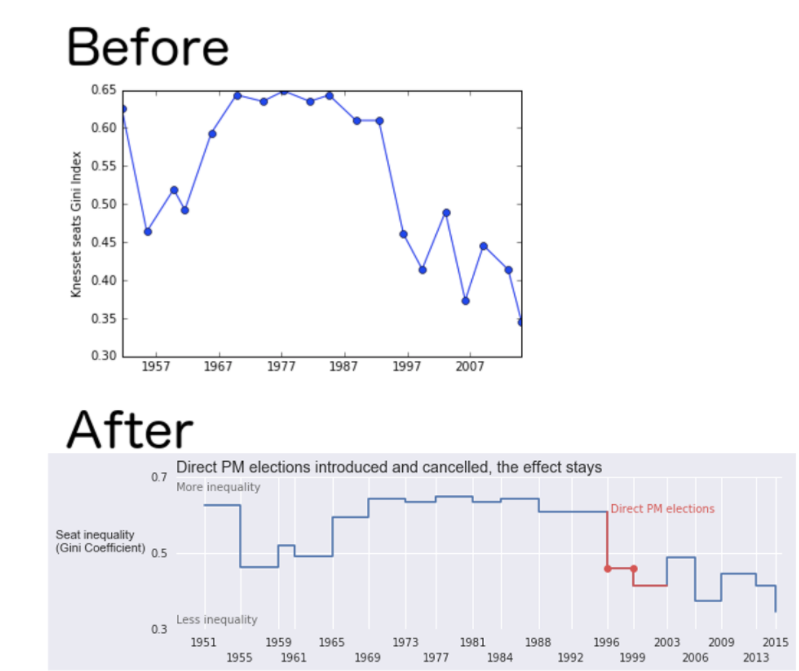 Before
0.65
0.60
0.55
0.50
0.45
0.40
0.35
0.30
Knesset seats Gini Index
1957 1967 1977 1987 1997 2007
After
Direct PM elections introduced and cancelled, the effect stays
0.7
More inequality
Direct PM elections
Seat inequality
(Gini Coefficient)
0.5
Less inequality
0.3
1951 1959 1965 1973 1981 1988 1996 2003 2009 2015
1955 1961 1969 1977 1984 1992 1999 2006 2013